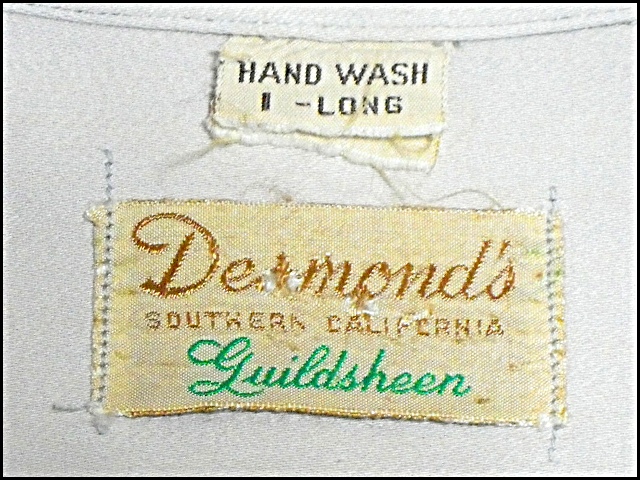 HAND WASH
I - LONG
Desmond's
SOUTHERN CALIFORNIA
Guildsheen